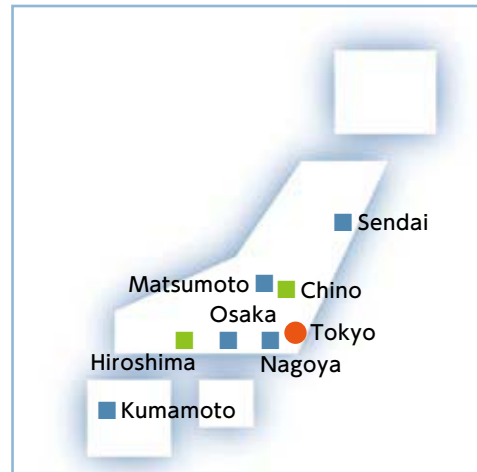 Sendai
Matsumoto
Chino
Osaka
Tokyo
Hiroshima
Nagoya
Kumamoto